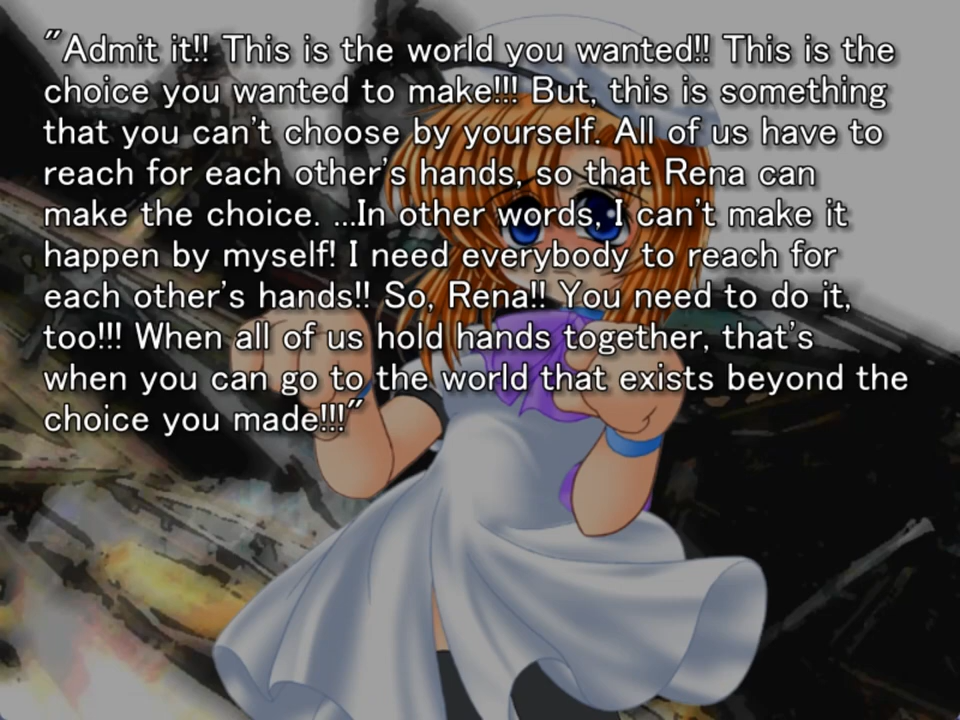 "Admit it!! This is the world you wanted!! This is the
choice you wanted to make!!! But, this is something
that you can't choose by yourself. All of us have to
reach for each other's hands, so that Rena can
make the choice. ...In other words, I can't make it
happen by myself! I need everybody to reach for
each other's hands!! So, Rena!! You need to do it,
too!!! When all of us hold hands together, that's
when you can go to the world that exists beyond the
choice you made!!!"